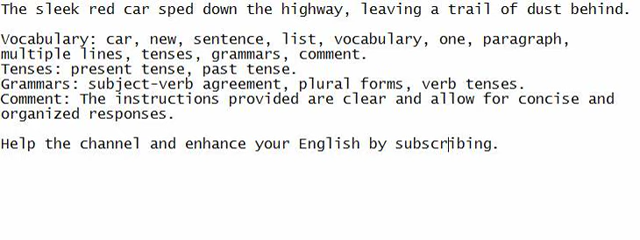 The sleek red car sped down the highway, leaving a trail of dust behind.
Vocabulary: car, new, sentence, list, vocabulary, one, paragraph,
multiple lines, tenses, grammars, comment.
Tenses: present tense, past tense.
Grammars: subject-verb agreement, plural forms, verb tenses.
Comment: The instructions provided are clear and allow for concise and
organized responses.
Help the channel and enhance your English by subscribing.